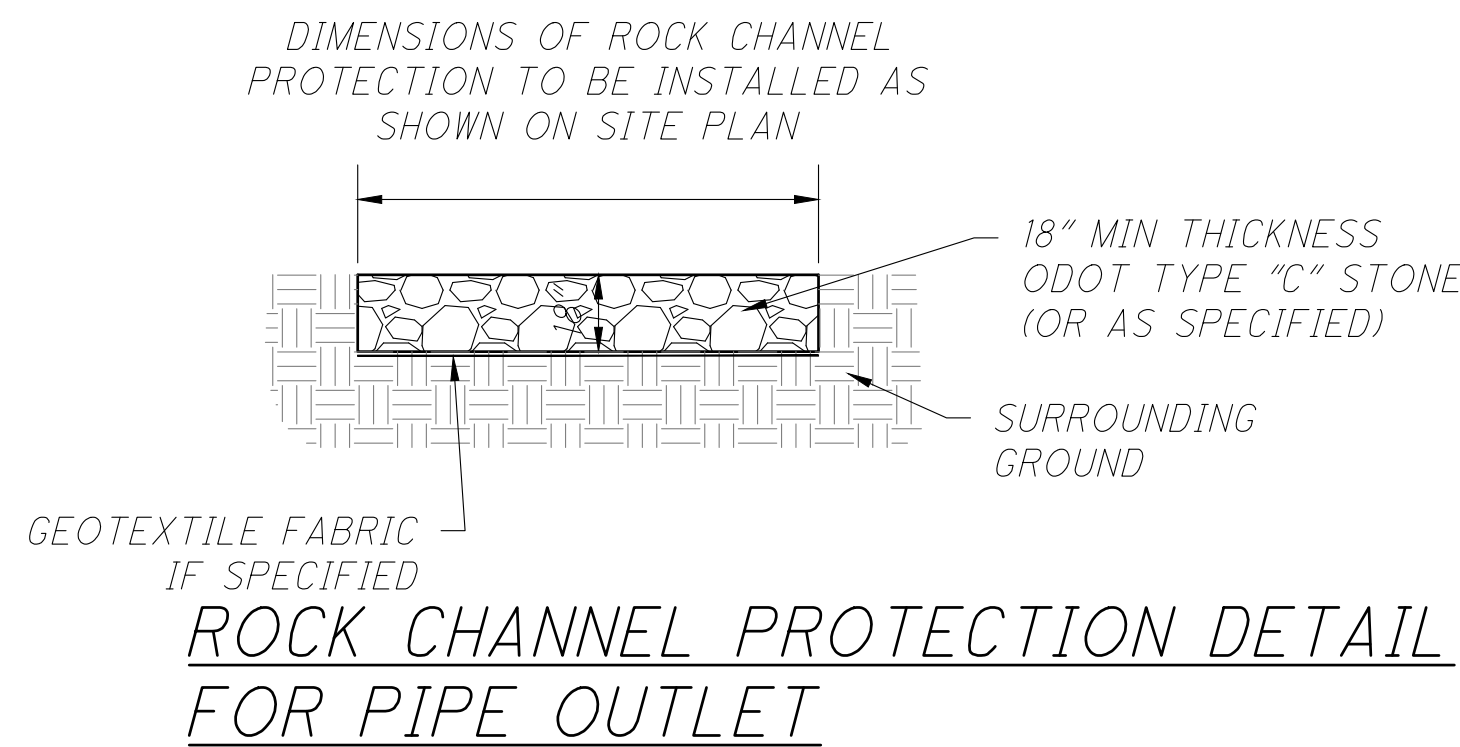 DIMENSIONS OF ROCK CHANNEL
PROTECTION TO BE INSTALLED AS
SHOWN ON SITE PLAN
18" MIN THICKNESS
ODOT TYPE "C" STONE
(OR AS SPECIFIED)
18"
SURROUNDING
GROUND
GEOTEXTILE FABRIC
IF SPECIFIED
ROCK CHANNEL PROTECTION DETAIL
FOR PIPE OUTLET